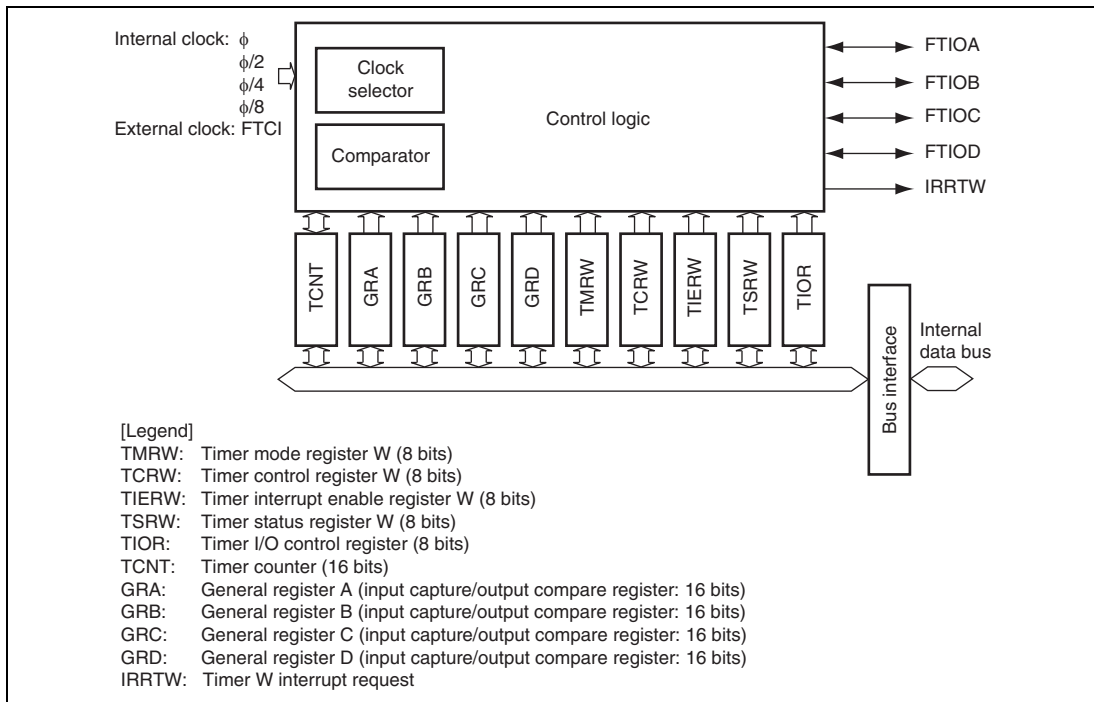 Internal clock: ϕ
ϕ/2
ϕ/4
ϕ/8
External clock: FTCI
Clock
selector
Comparator
Control logic
FTIOA
FTIOB
FTIOC
FTIOD
IRRTW
TCNT
GRA
GRB
GRC
GRD
TMRW
TCRW
TIERW
TSRW
TIOR
Bus interface
Internal
data bus
[Legend]
TMRW: Timer mode register W (8 bits)
TCRW: Timer control register W (8 bits)
TIERW: Timer interrupt enable register W (8 bits)
TSRW: Timer status register W (8 bits)
TIOR: Timer I/O control register (8 bits)
TCNT: Timer counter (16 bits)
GRA: General register A (input capture/output compare register: 16 bits)
GRB: General register B (input capture/output compare register: 16 bits)
GRC: General register C (input capture/output compare register: 16 bits)
GRD: General register D (input capture/output compare register: 16 bits)
IRRTW: Timer W interrupt request